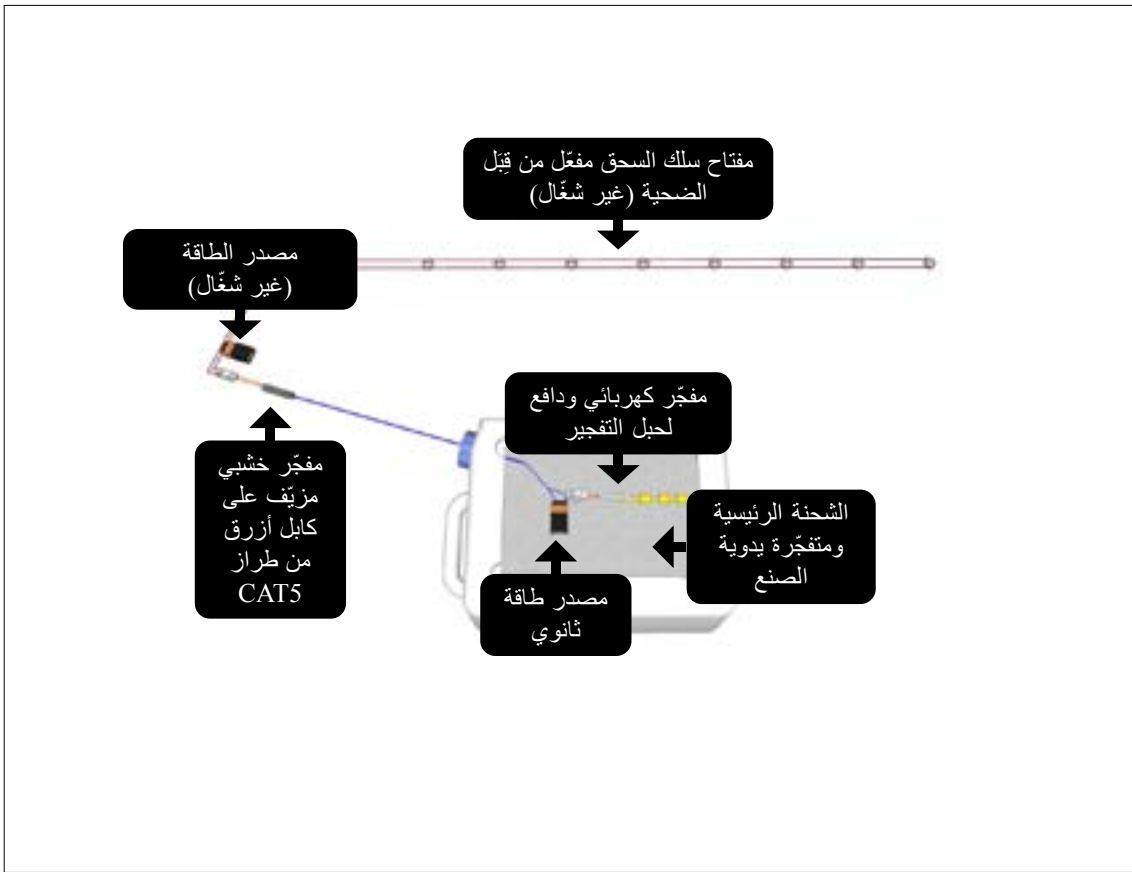 مفتاح سلك السحق مفعّل من قِبَل
الضحية (غير شغّال)
مصدر الطاقة
(غير شغّال)
مفجّر كهربائي ودافع
لحبل التفجير
مفجّر خشبي
مزيّف على
كابل أزرق
من طراز
CAT5
الشحنة الرئيسية
ومتفجّرة يدوية
الصنع
مصدر طاقة
ثانوي